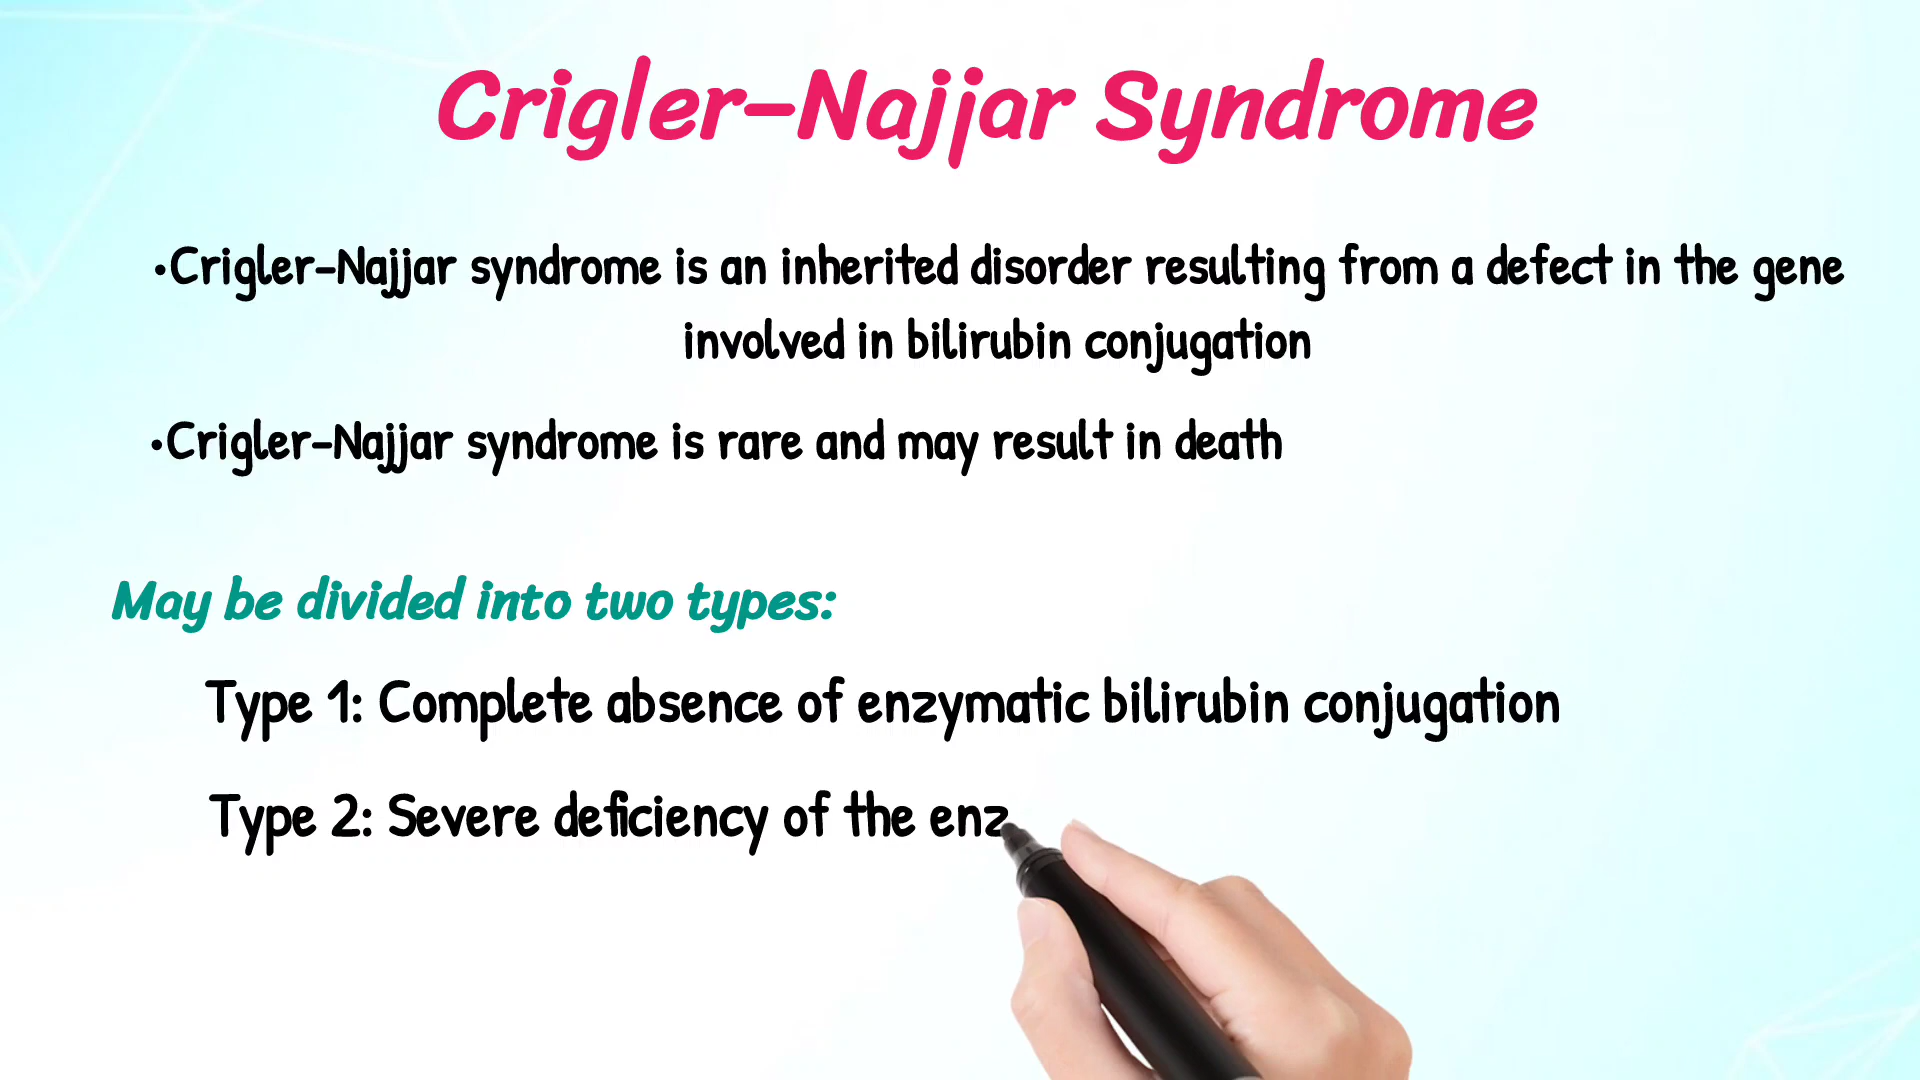 Crigler-Najjar Syndrome
•Crigler-Najjar syndrome is an inherited disorder resulting from a defect in the gene
involved in bilirubin conjugation
•Crigler-Najjar syndrome is rare and may result in death
May be divided into two types:
Type 1: Complete absence of enzymatic bilirubin conjugation
Type 2: Severe deficiency of the enz